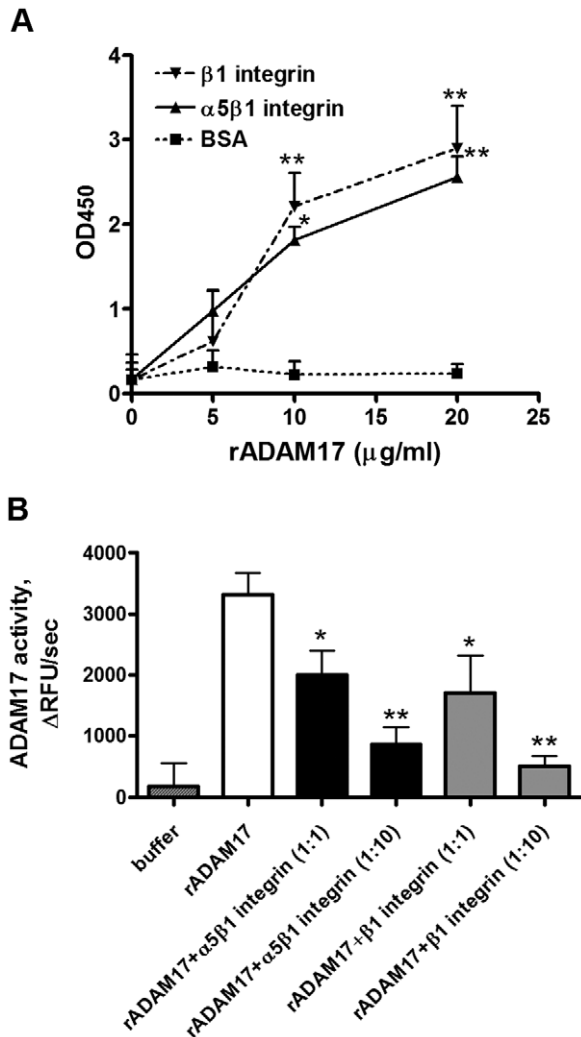 A
β1 integrin
α5β1 integrin
BSA
OD450
4
3
2
1
0
**
**
**
*
0
5
10
15
20
25
rADAM17 (μg/ml)
B
ADAM17 activity,
ΔRFU/sec
4000
3000
2000
1000
0
*
**
*
**
buffer
rADAM17
rADAM17+α5β1 integrin (1:1)
rADAM17+α5β1 integrin (1:10)
rADAM17+β1 integrin (1:1)
rADAM17+β1 integrin (1:10)